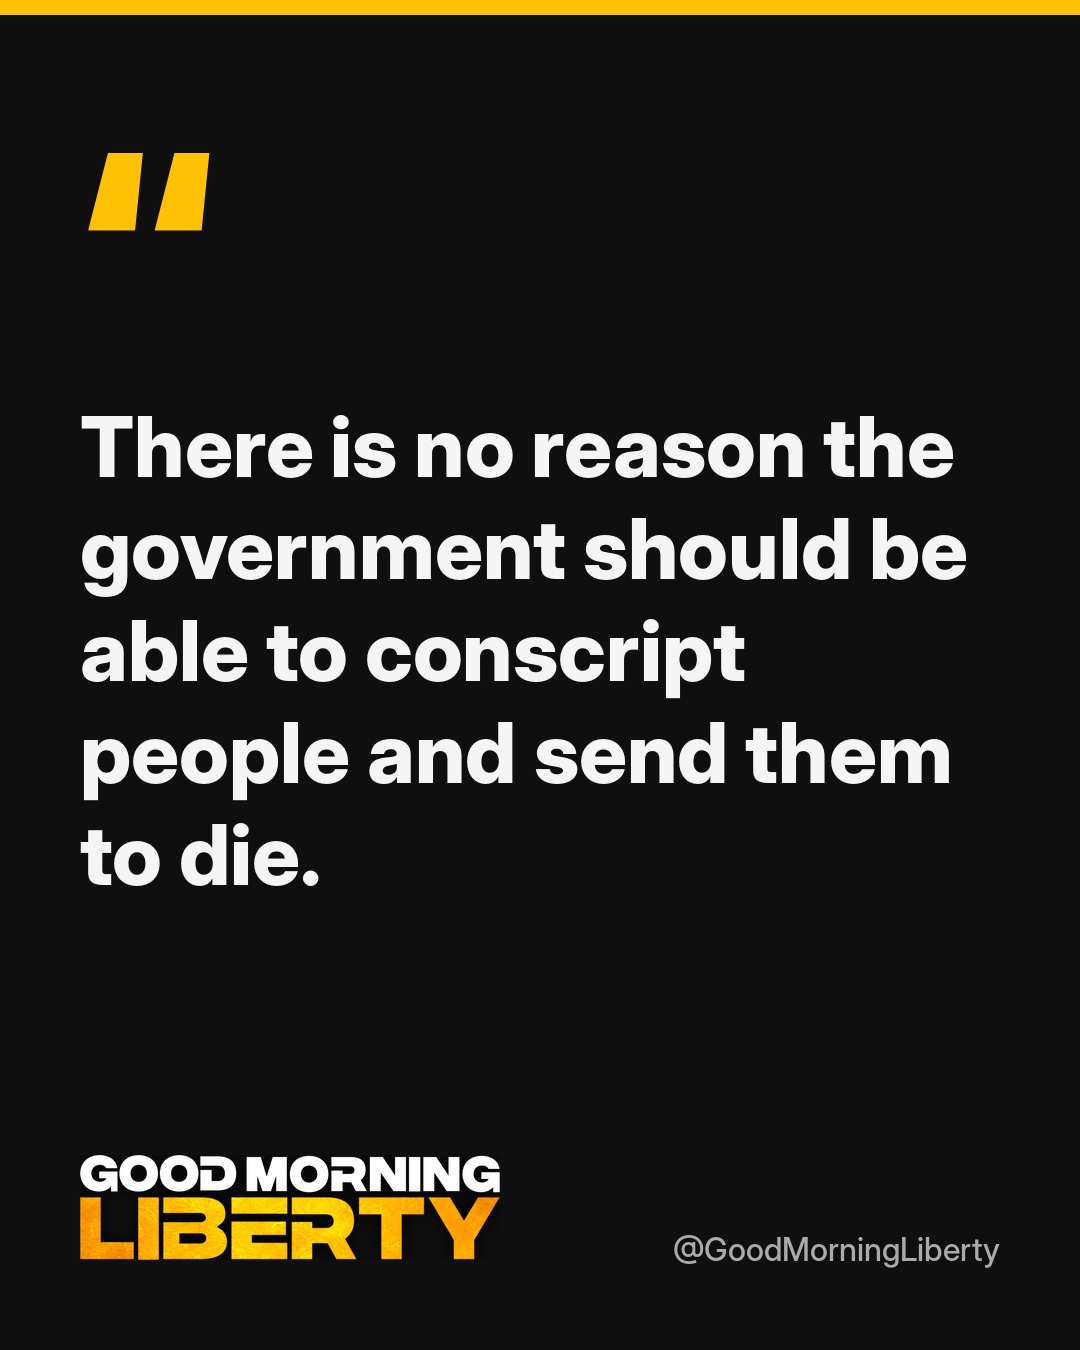 "
There is no reason the
government should be
able to conscript
people and send them
to die.
GOOD MORNING
LIBERTY
@GoodMorningLiberty